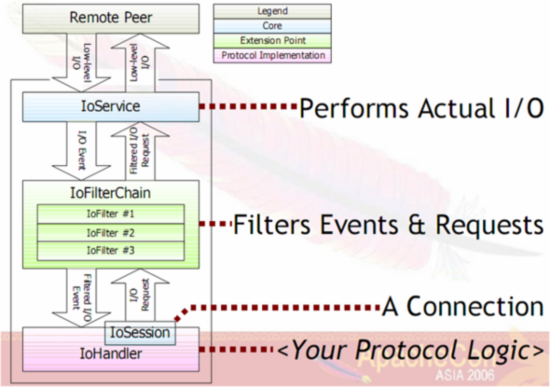 Remote Peer
Legend
Core
Extension Point
Protocol Implementation
Low-level
I/O
Low-level
I/O
IoService
Performs Actual I/O
I/O Event
Filtered I/O
Request
IoFilterChain
IoFilter #1
IoFilter #2
IoFilter #3
Filters Events & Requests
Filtered I/O
Event
I/O
Request
A Connection
IoSession
IoHandler
<Your Protocol Logic>
ApacheCon
ASIA 2006